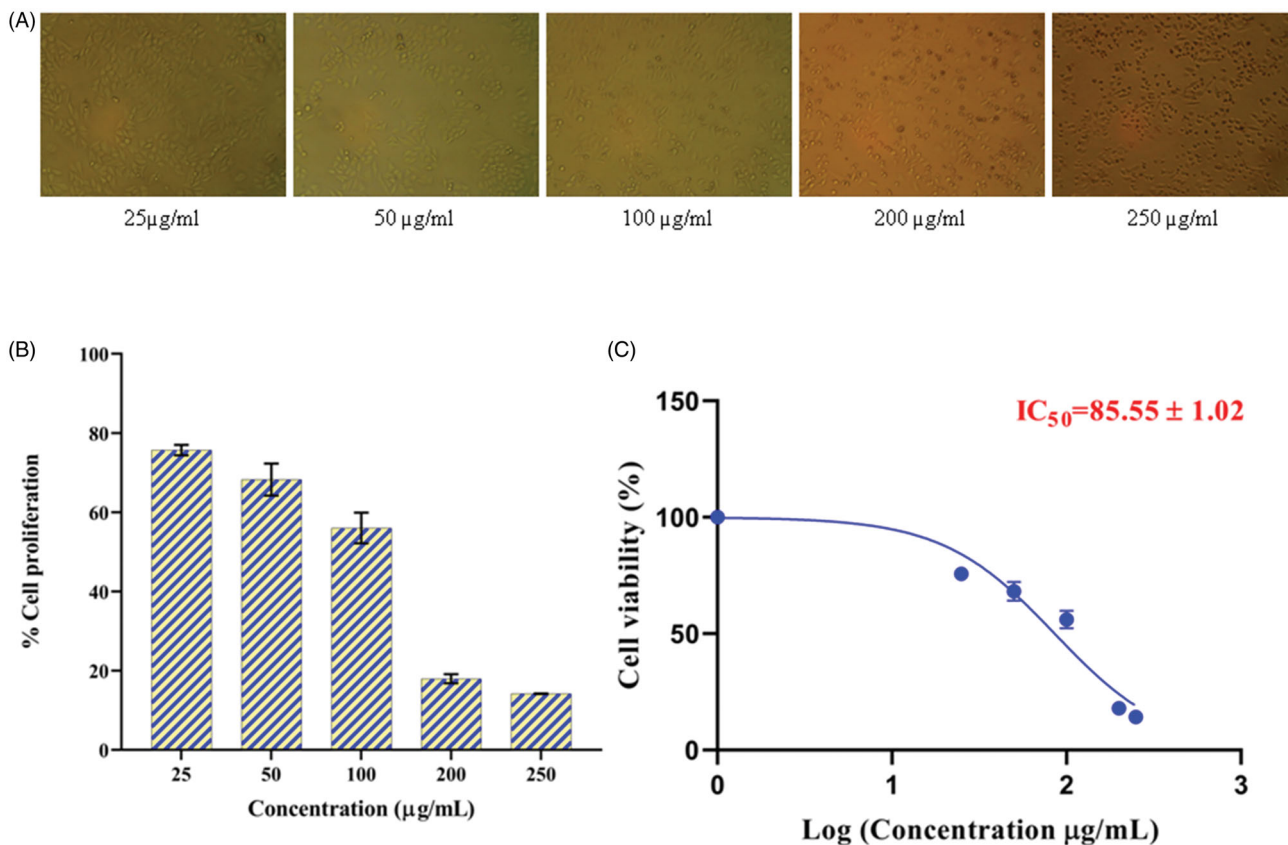 (A)
25μg/ml
50 μg/ml
100 μg/ml
200 μg/ml
250 μg/ml
(B)
100
80
60
40
20
0
% Cell proliferation
25
50
100
200
250
Concentration (μg/mL)
(C)
IC50=85.55 ± 1.02
150
100
50
0
Cell viability (%)
0
1
2
3
Log (Concentration μg/mL)